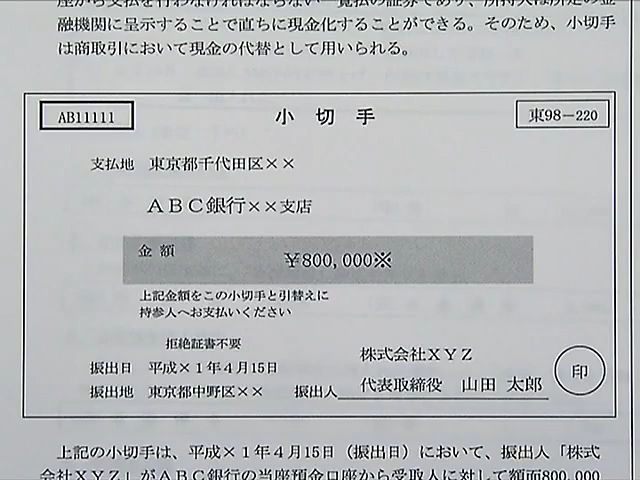 座から支払を行わなければならない一覧払の証券であり、所持人は所定の金
融機関に呈示することで直ちに現金化することができる。そのため、小切手
は商取引において現金の代替として用いられる。
AB11111
小切手
東98－220
支払地　東京都千代田区××
ＡＢＣ銀行××支店
金額
￥800,000※
上記金額をこの小切手と引替えに
持参人へお支払いください
拒絶証書不要
振出日　平成×１年４月15日
株式会社ＸＹＺ
振出地　東京都中野区××　振出人　代表取締役　山田　太郎
印
上記の小切手は、平成×１年４月15日（振出日）において、振出人「株式
会社ＸＹＺ」がＡＢＣ銀行の当座預金口座から受取人に対して額面800,000